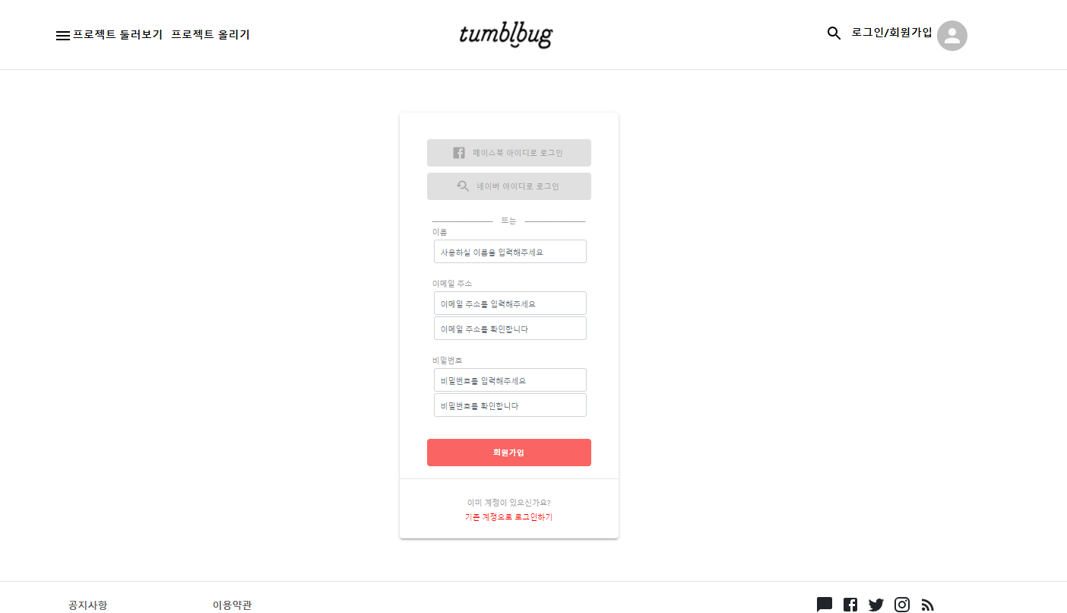 프로젝트 둘러보기 프로젝트 올리기
tumblbug
로그인/회원가입
페이스북 아이디로 로그인
네이버 아이디로 로그인
또는
이름
사용하실 이름을 입력해주세요
이메일 주소
이메일 주소를 입력해주세요
이메일 주소를 확인합니다
비밀번호
비밀번호를 입력해주세요
비밀번호를 확인합니다
회원가입
이미 계정이 있으신가요?
기존 계정으로 로그인하기
공지사항 이용약관